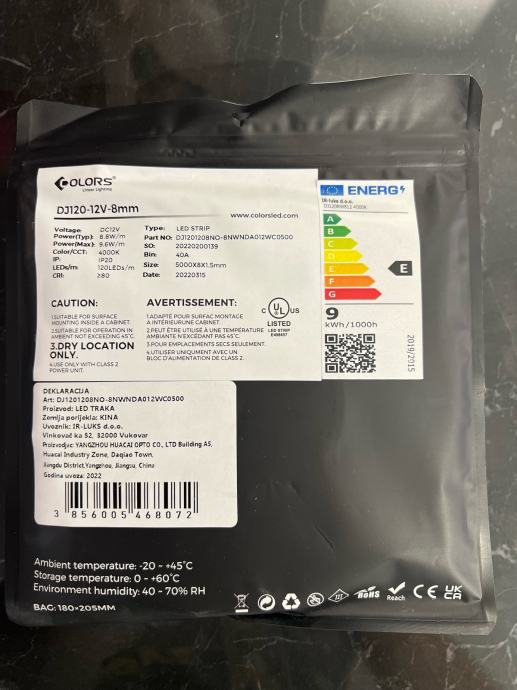 COLORS®
Linear Lighting
DJ120-12V-8mm
www.colorsled.com
Voltage: DC12V
Power(Typ): 8.8W/m
Power(Max): 9.6W/m
Color/CCT: 4000K
IP: IP20
LEDs/m: 120LEDs/m
CRI: ≥80
Type: LED STRIP
Part NO: DJ1201208NO-8NWNDA012WC0500
SO: 20220200139
Bin: 40A
Size: 5000X8X1.5mm
Date: 20220315
CAUTION:
1.SUITABLE FOR SURFACE
MOUNTING INSIDE A CABINET.
2.SUITABLE FOR OPERATION IN
AMBIENT NOT EXCEEDING 45°C.
3.DRY LOCATION
ONLY.
4.USE ONLY WITH CLASS 2
POWER UNIT.
AVERTISSEMENT:
1.ADAPTÉ POUR SURFAC MONTAGE
A INTÉRIEURUNE CABINET.
2.PEUT ÊTRE UTILISÉ À UNE TEMPÉRATURE
AMBIANTE N'EXCÉDANT PAS 45°C.
3.POUR EMPLACEMENTS SECS SEULEMENT.
4.UTILISER UNIQUEMENT AVEC UN
BLOC D'ALIMENTATION DE CLASS 2.
C UL US
LISTED
LED STRIP
ENERG
IR-luks d.o.o.
A
B
C
D
E
F
G
E
9
kWh/1000h
2019/2015
DEKLARACIJA
Art: DJ1201208NO-8NWNDA012WC0500
Proizvod: LED TRAKA
Zemlja porijekla: KINA
Uvoznik: IR-LUKS d.o.o.
Vinkovačka 52, 32000 Vukovar
Proizvodjac: YANGZHOU HUACAI OPTO CO., LTD Building A5,
Huacai Industry Zone, Daqiao Town,
Jiangdu District,Yangzhou, Jiangsu, China
Godina uvoza: 2022
3 856005 468072
Ambient temperature: -20 ~ +45°C
Storage temperature: 0 ~ +60°C
Environment humidity: 40 ~ 70% RH
BAG: 180×205MM
RoHS
Reach
CE
UK
CA